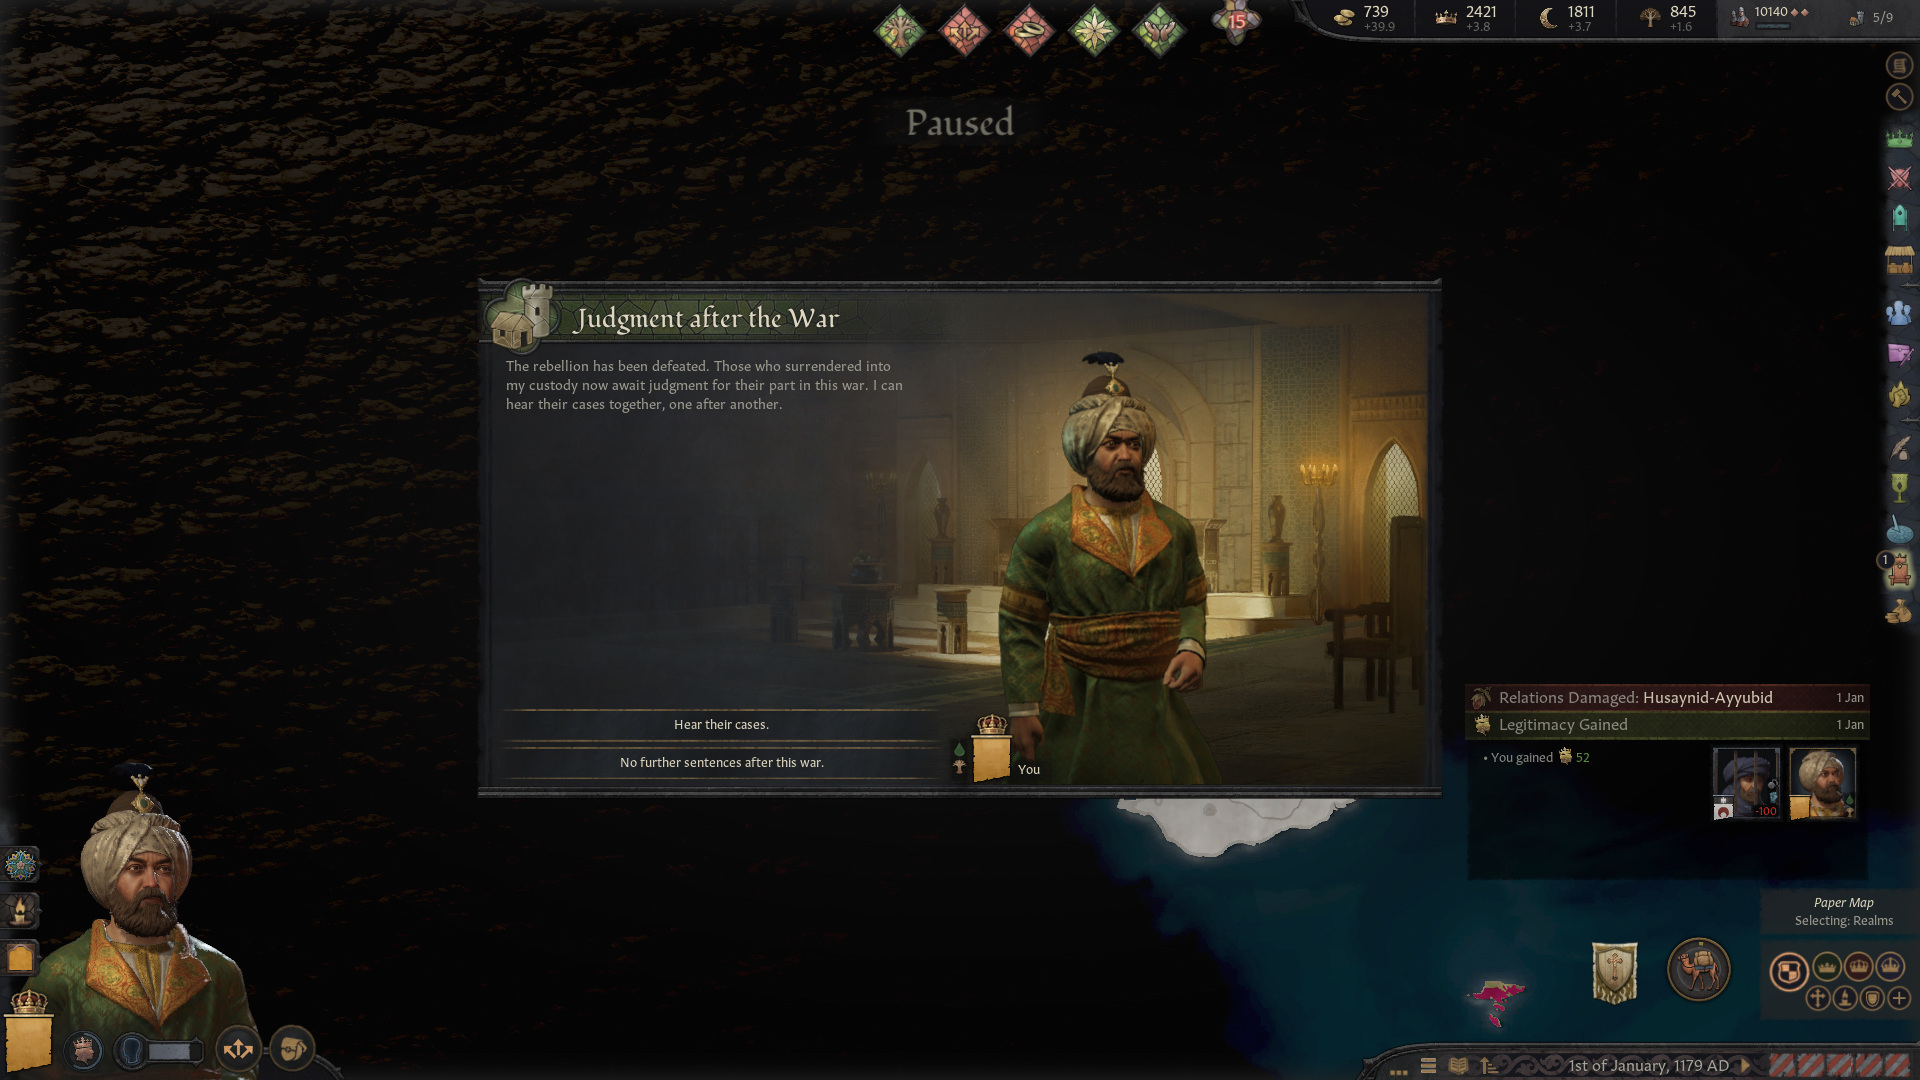 15
739
+39.9
2421
+3.8
1811
+3.7
845
+1.6
10140
5/9
Paused
Judgment after the War
The rebellion has been defeated. Those who surrendered into
my custody now await judgment for their part in this war. I can
hear their cases together, one after another.
Hear their cases.
No further sentences after this war.
You
1
Relations Damaged: Husaynid-Ayyubid 1 Jan
Legitimacy Gained 1 Jan
• You gained 52
-100
Paper Map
Selecting: Realms
1st of January, 1179 AD